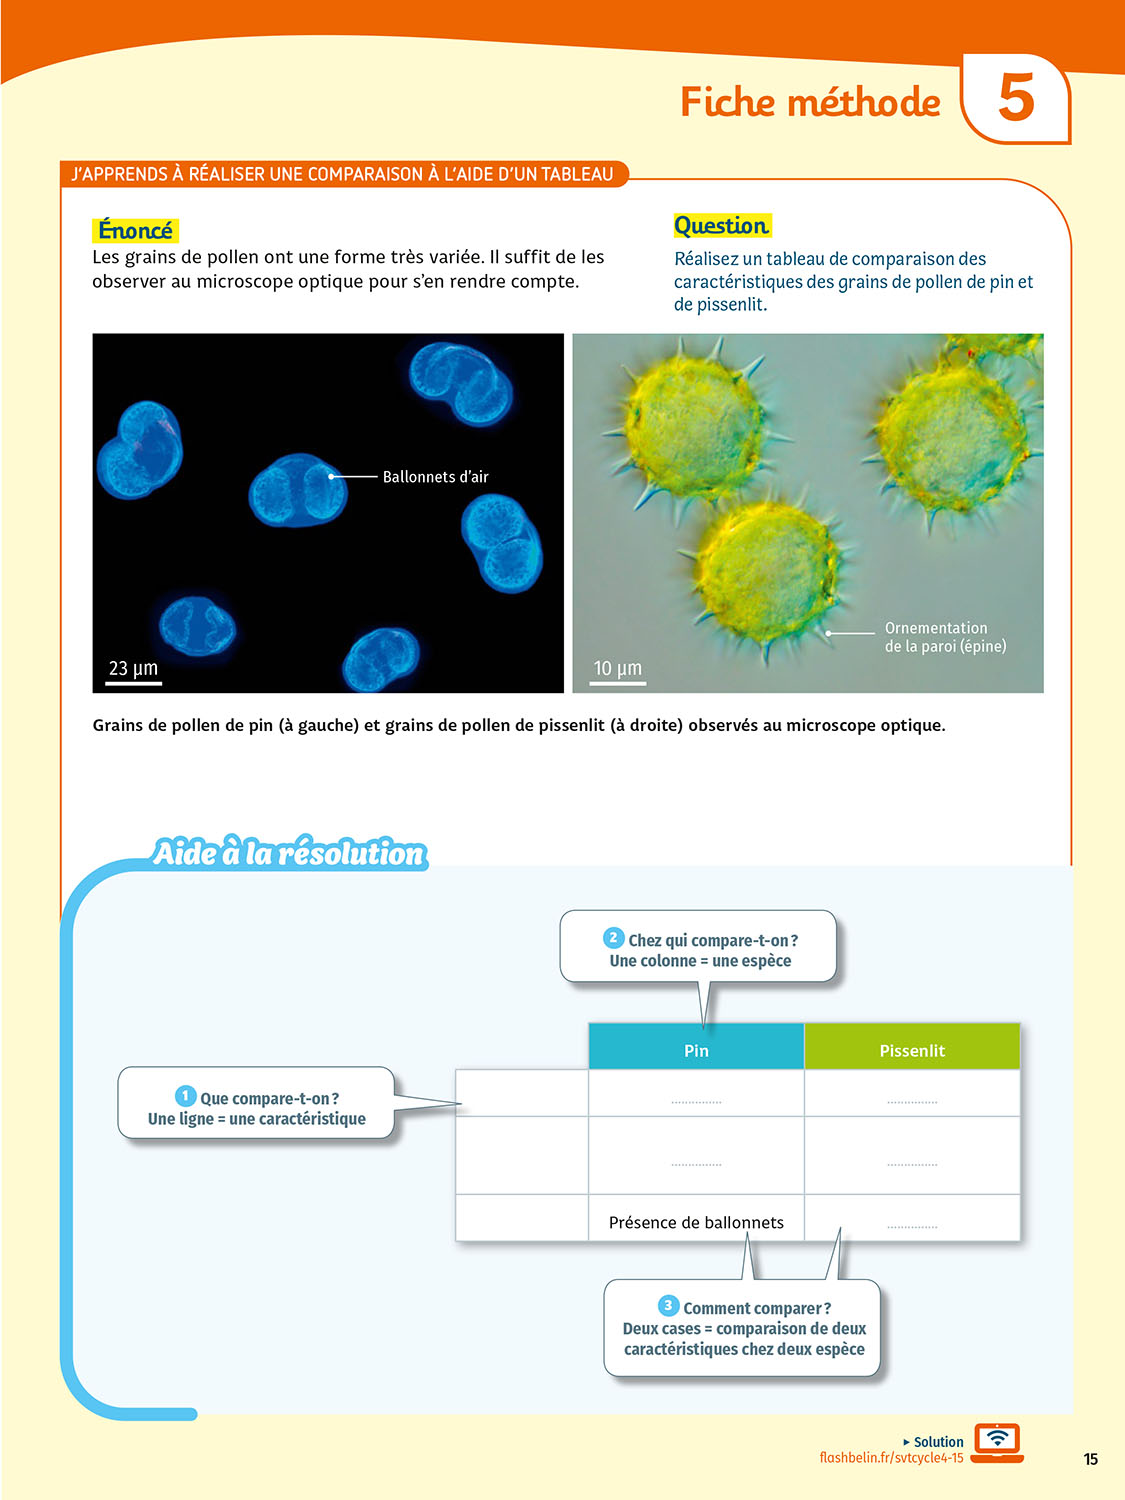 Fiche méthode 5
J'APPRENDS À RÉALISER UNE COMPARAISON À L'AIDE D'UN TABLEAU
Énoncé
Les grains de pollen ont une forme très variée. Il suffit de les
observer au microscope optique pour s'en rendre compte.
Question
Réalisez un tableau de comparaison des
caractéristiques des grains de pollen de pin et
de pissenlit.
Ballonnets d'air
23 µm
Ornementation
de la paroi (épine)
10 µm
Grains de pollen de pin (à gauche) et grains de pollen de pissenlit (à droite) observés au microscope optique.
Aide à la résolution
2 Chez qui compare-t-on ?
Une colonne = une espèce
Pin
Pissenlit
1 Que compare-t-on ?
Une ligne = une caractéristique
...............
...............
...............
...............
Présence de ballonnets
...............
3 Comment comparer ?
Deux cases = comparaison de deux
caractéristiques chez deux espèce
▸ Solution
flashbelin.fr/svtcycle4-15
15